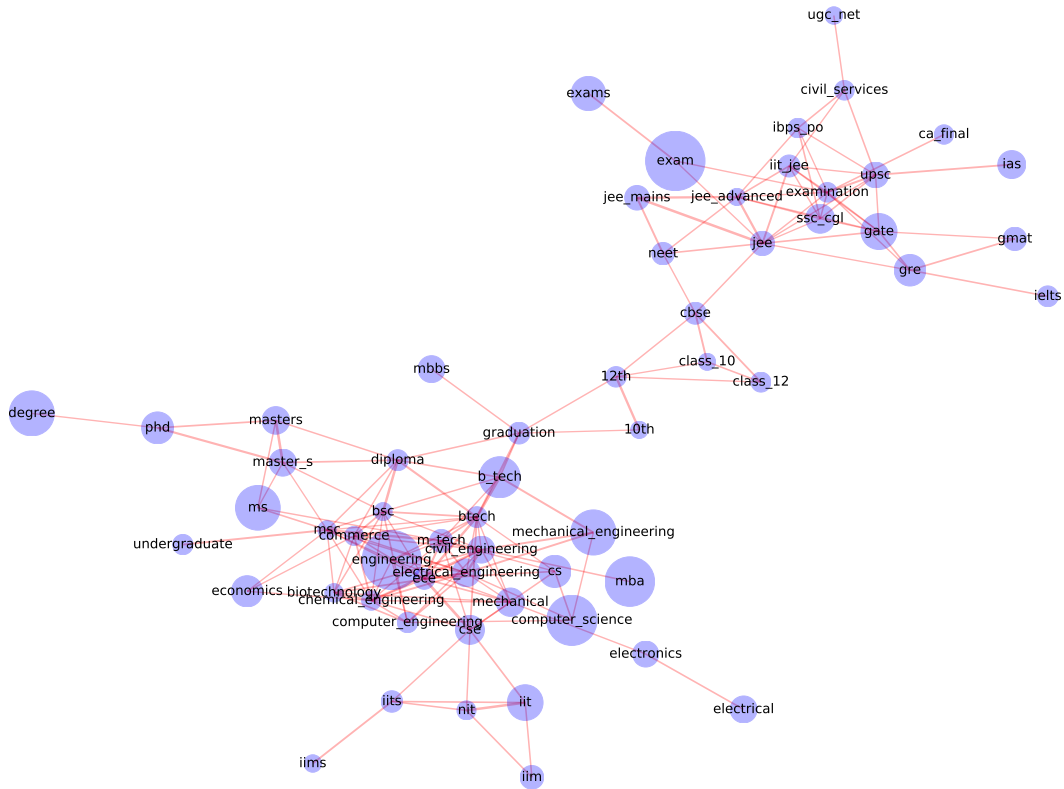 ugc_net
civil_services
exams
ibps_po
ca_final
exam
iit_jee
ias
upsc
examination
jee_mains
jee_advanced
ssc_cgl
gate
gmat
jee
neet
gre
ielts
cbse
class_10
mbbs
12th
class_12
degree
masters
phd
10th
graduation
diploma
master_s
b_tech
ms
bsc
btech
msc
commerce
mechanical_engineering
m_tech
undergraduate
civil_engineering
engineering
electrical_engineering
cs
ece
mba
economics
biotechnology
chemical_engineering
mechanical
computer_engineering
computer_science
cse
electronics
iits
iit
nit
electrical
iims
iim